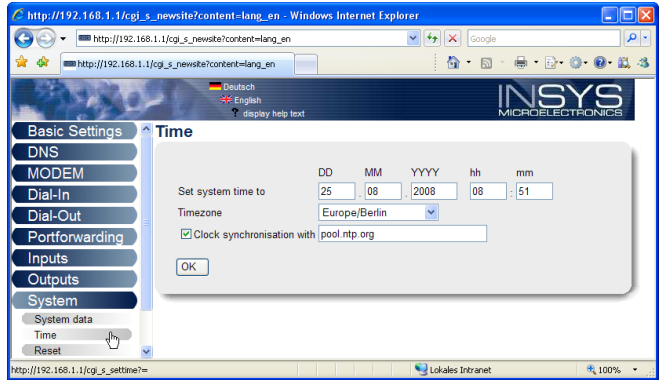 http://192.168.1.1/cgi_s_newsite?content=lang_en - Windows Internet Explorer
http://192.168.1.1/cgi_s_newsite?content=lang_en
Google
http://192.168.1.1/cgi_s_newsite?content=lang_en
Deutsch
English
? display help text
INSYS
MICROELECTRONICS
Basic Settings
Time
DNS
MODEM
Dial-In
Dial-Out
Portforwarding
Inputs
Outputs
System
System data
Time
Reset
DD MM YYYY hh mm
Set system time to 25 . 08 . 2008 08 : 51
Timezone Europe/Berlin
Clock synchronisation with pool.ntp.org
OK
http://192.168.1.1/cgi_s_settime?= Lokales Intranet 100%